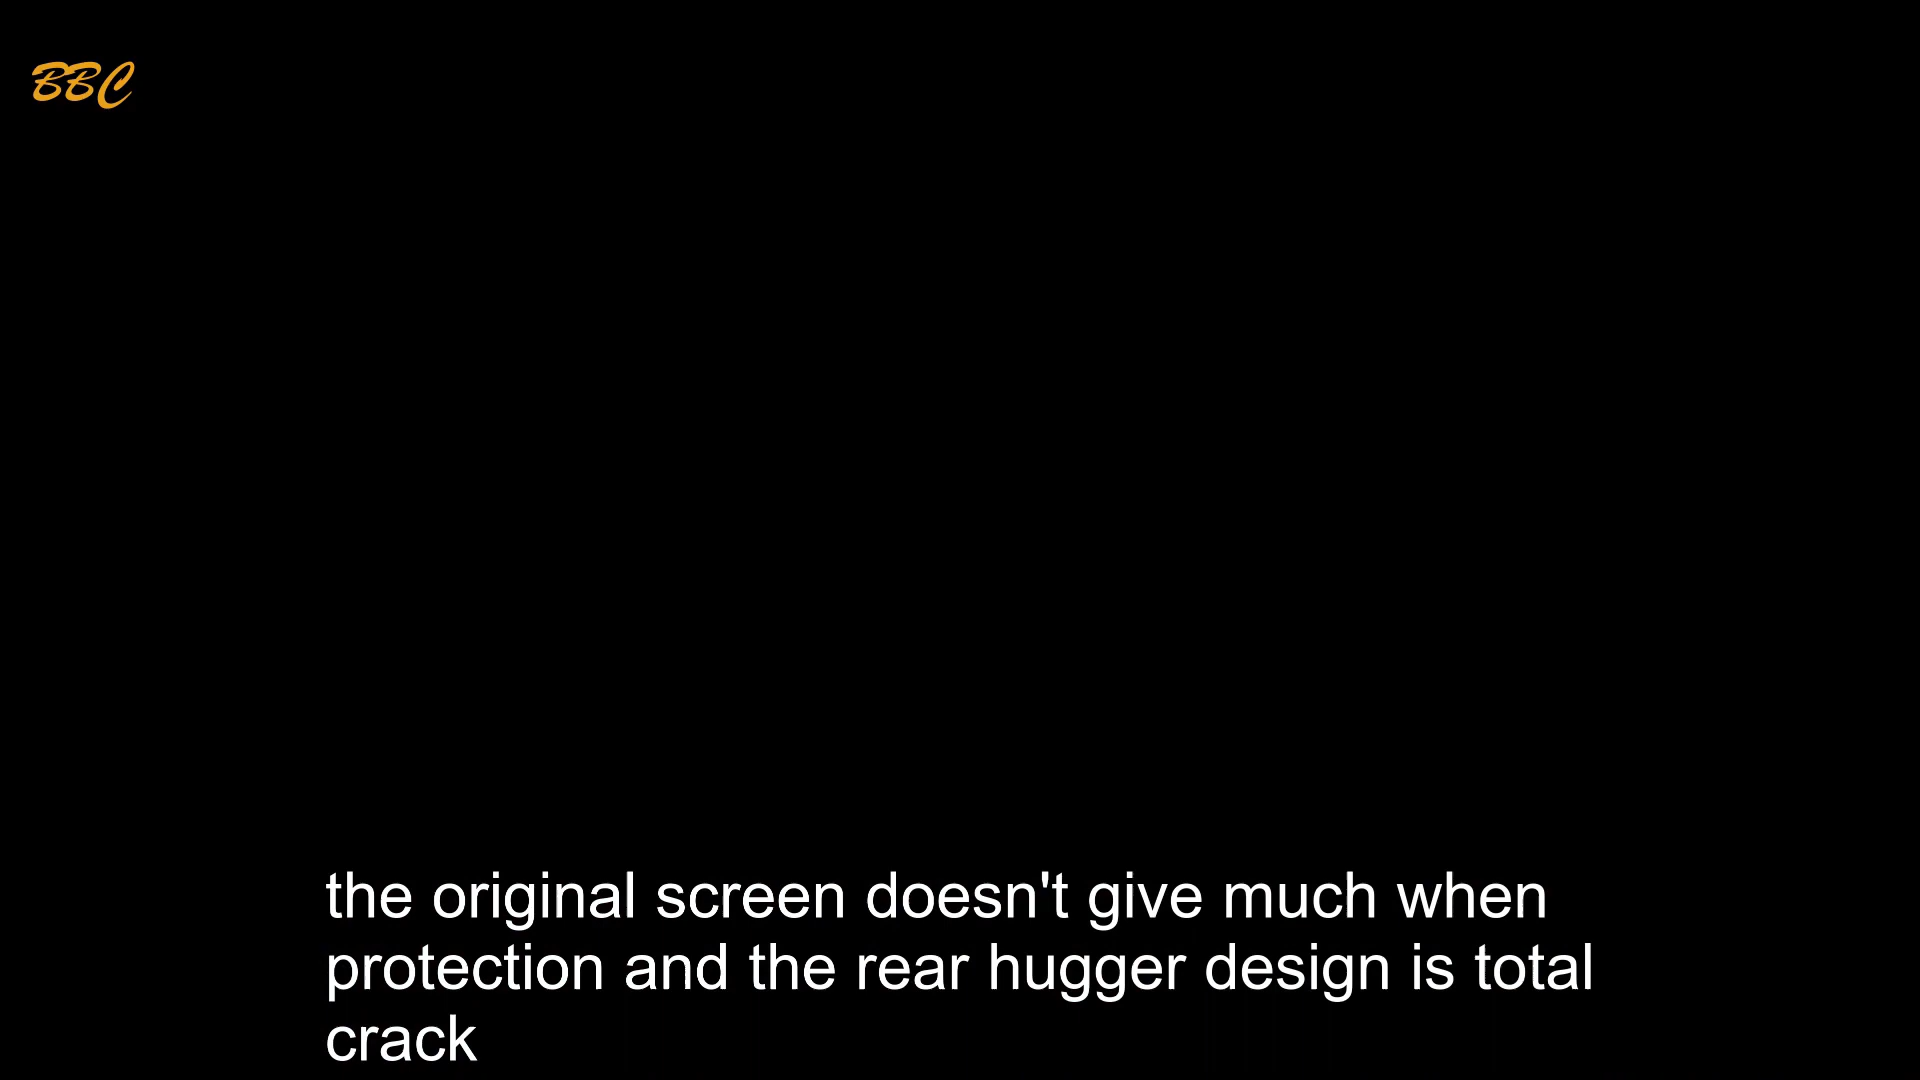 BBC
the original screen doesn't give much when
protection and the rear hugger design is total
crack